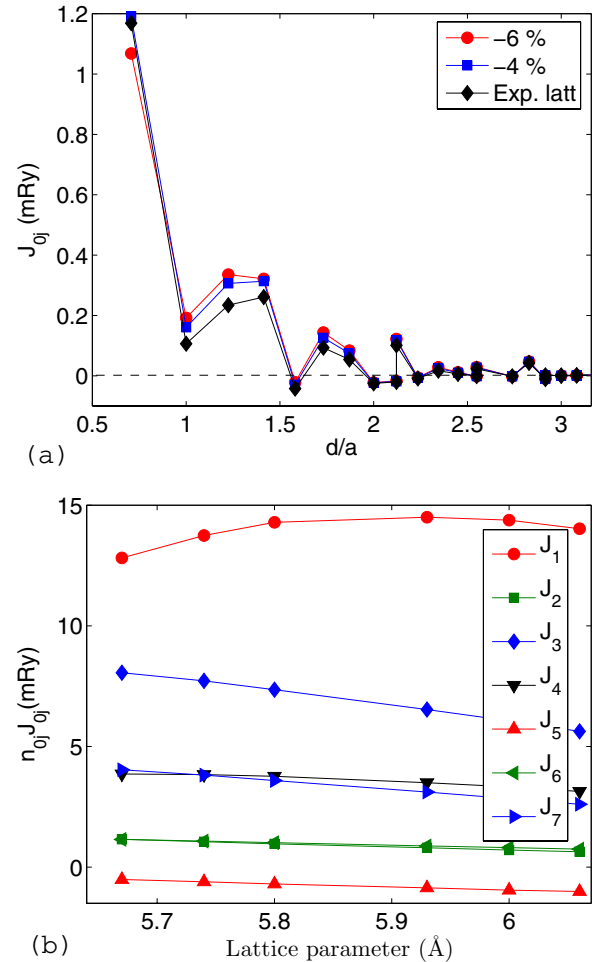 1.2
1
0.8
0.6
0.4
0.2
0
J0j (mRy)
−6 %
−4 %
Exp. latt
0.5 1 1.5 2 2.5 3
d/a
(a)
15
10
5
0
n0jJ0j(mRy)
J1
J2
J3
J4
J5
J6
J7
5.7 5.8 5.9 6
Lattice parameter (Å)
(b)